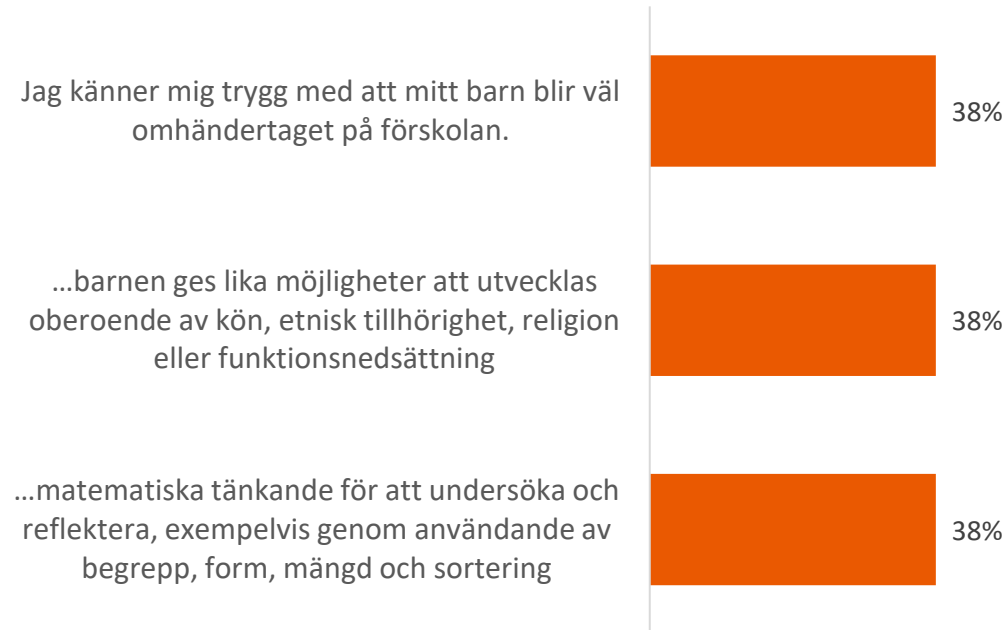 Jag känner mig trygg med att mitt barn blir väl
omhändertaget på förskolan.
38%
...barnen ges lika möjligheter att utvecklas
oberoende av kön, etnisk tillhörighet, religion
eller funktionsnedsättning
38%
...matematiska tänkande för att undersöka och
reflektera, exempelvis genom användande av
begrepp, form, mängd och sortering
38%